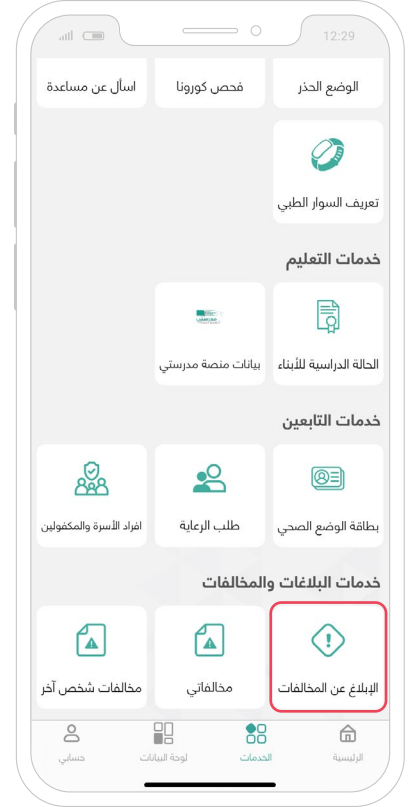 12:29
الوضع الحذر
فحص كورونا
اسأل عن مساعدة
تعريف السوار الطبي
خدمات التعليم
الحالة الدراسية للأبناء
بيانات منصة مدرستي
خدمات التابعين
بطاقة الوضع الصحي
طلب الرعاية
افراد الأسرة والمكفولين
خدمات البلاغات والمخالفات
الإبلاغ عن المخالفات
مخالفاتي
مخالفات شخص آخر
الرئيسية
الخدمات
لوحة البيانات
حسابي